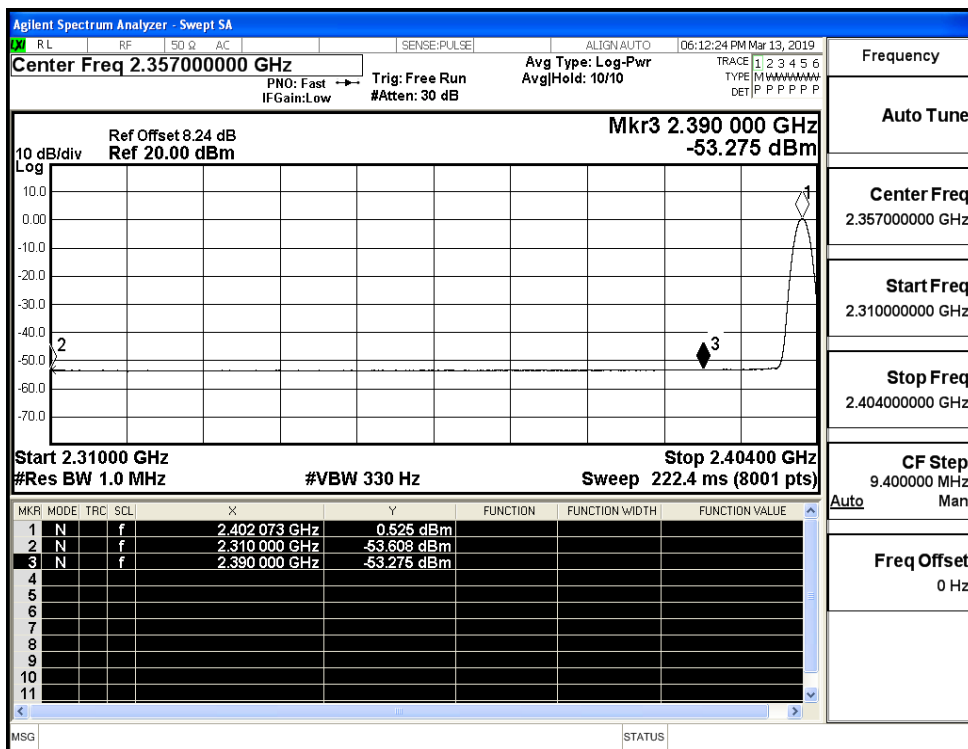 Agilent Spectrum Analyzer - Swept SA
LXI RL RF 50 Ω AC SENSE:PULSE ALIGN AUTO 06:12:24 PM Mar 13, 2019
Center Freq 2.357000000 GHz
PNO: Fast
IFGain:Low
Trig: Free Run
#Atten: 30 dB
Avg Type: Log-Pwr
Avg|Hold: 10/10
TRACE 1 2 3 4 5 6
TYPE M W W W W W
DET P P P P P P
Ref Offset 8.24 dB
10 dB/div Ref 20.00 dBm
Log
Mkr3 2.390 000 GHz
-53.275 dBm
10.0
0.00
-10.0
-20.0
-30.0
-40.0
-50.0
-60.0
-70.0
1
2
3
Start 2.31000 GHz Stop 2.40400 GHz
#Res BW 1.0 MHz #VBW 330 Hz Sweep 222.4 ms (8001 pts)
MKR MODE TRC SCL X Y FUNCTION FUNCTION WIDTH FUNCTION VALUE
1 N f 2.402 073 GHz 0.525 dBm
2 N f 2.310 000 GHz -53.608 dBm
3 N f 2.390 000 GHz -53.275 dBm
4
5
6
7
8
9
10
11
MSG STATUS
Frequency
Auto Tune
Center Freq
2.357000000 GHz
Start Freq
2.310000000 GHz
Stop Freq
2.404000000 GHz
CF Step
9.400000 MHz
Auto Man
Freq Offset
0 Hz